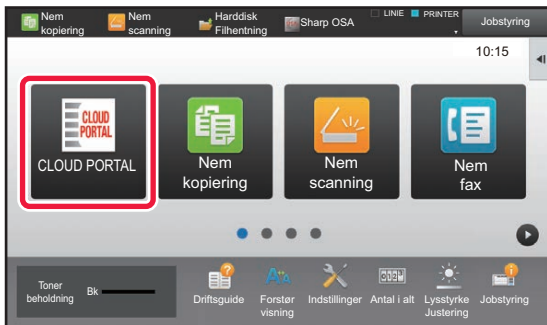 Nem
kopiering
Nem
scanning
Harddisk
Filhentning
Sharp OSA
LINIE
PRINTER
Jobstyring
10:15
CLOUD
PORTAL
CLOUD PORTAL
Nem
kopiering
Nem
scanning
Nem
fax
Toner
beholdning
Bk
Driftsguide
Forstør
visning
Indstillinger
Antal i alt
Lysstyrke
Justering
Jobstyring